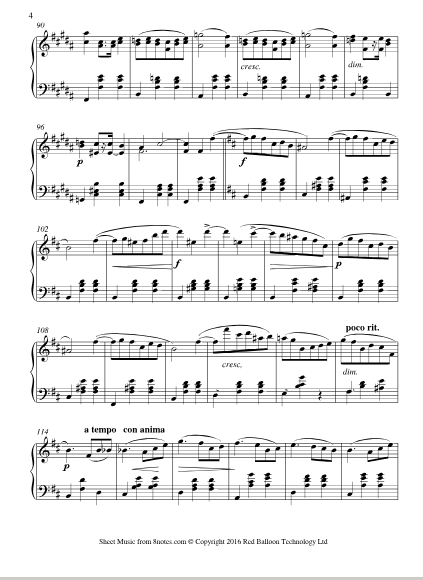 4
90
cresc.
dim.
96
p
f
102
f
p
108
poco rit.
cresc.
dim.
114
a tempo con anima
p
Sheet Music from 8notes.com © Copyright 2016 Red Balloon Technology Ltd